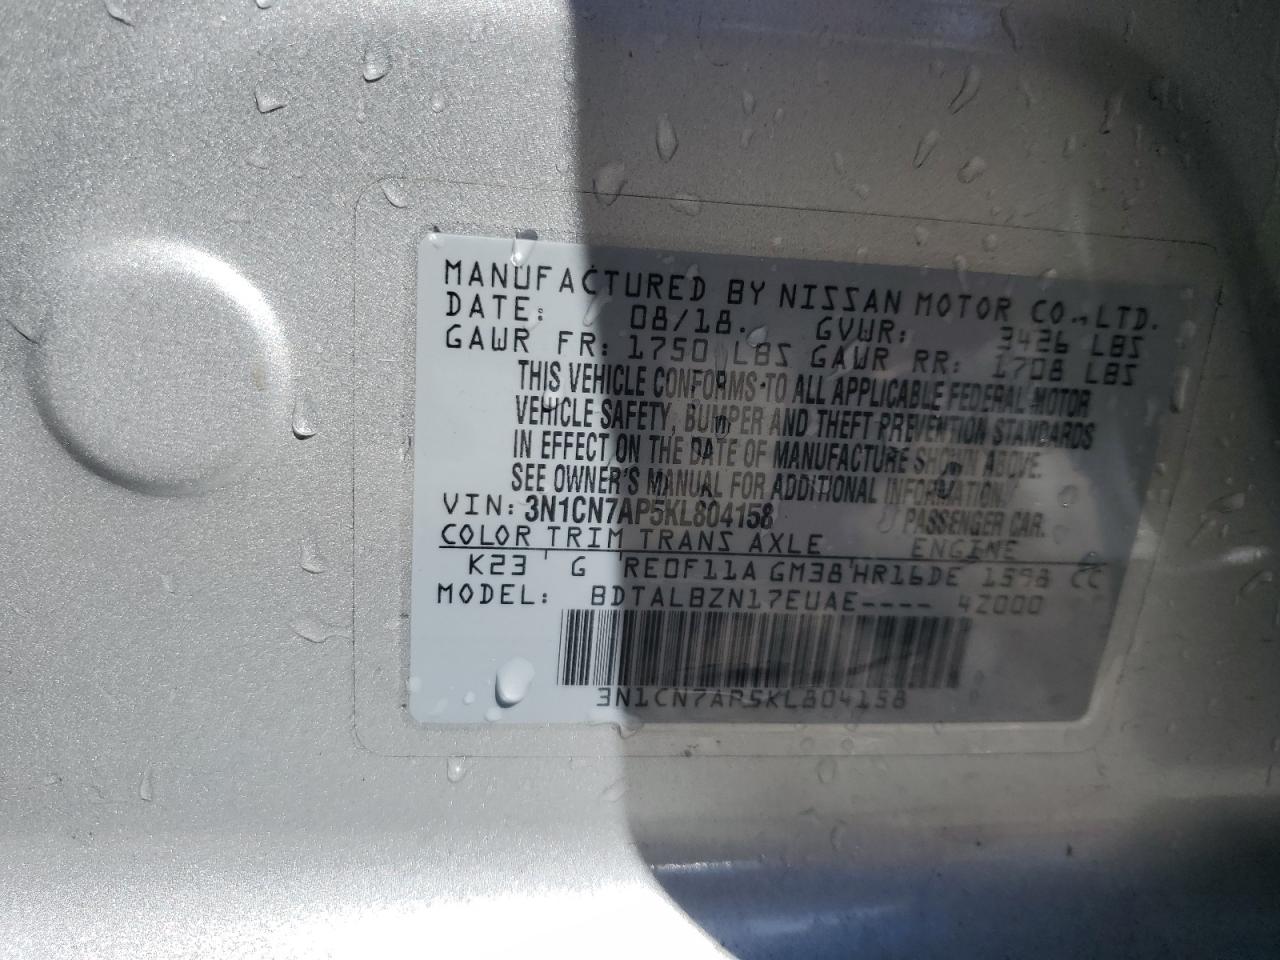 MANUFACTURED BY NISSAN MOTOR CO., LTD.
DATE: 08/18. GVWR: 3426 LBS
GAWR FR: 1750 LBS GAWR RR: 1708 LBS
THIS VEHICLE CONFORMS TO ALL APPLICABLE FEDERAL MOTOR
VEHICLE SAFETY, BUMPER AND THEFT PREVENTION STANDARDS
IN EFFECT ON THE DATE OF MANUFACTURE SHOWN ABOVE.
SEE OWNER'S MANUAL FOR ADDITIONAL INFORMATION.
VIN: 3N1CN7AP5KL804158 PASSENGER CAR.
COLOR TRIM TRANS AXLE ENGINE
K23 G RE0F11A GM38 HR16DE 1598 CC
MODEL: BDTALBZN17EUAE---- 42000
3N1CN7AP5KL804158